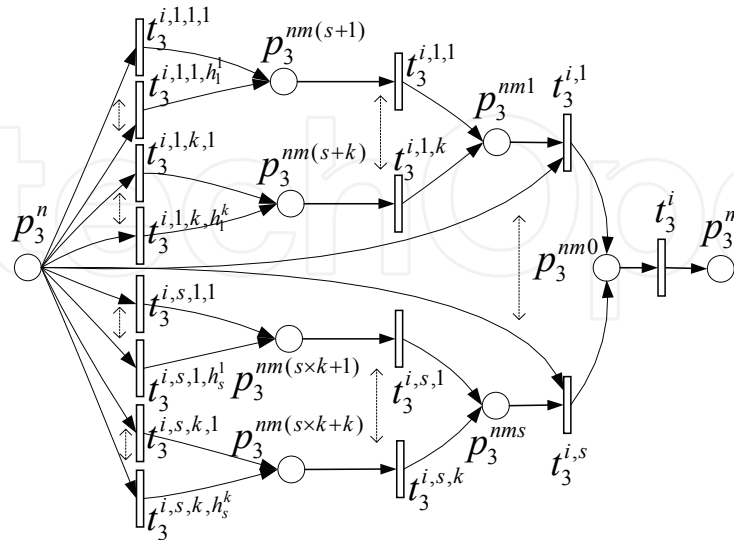 t_3^{i,1,1,1}
p_3^{nm(s+1)}
t_3^{i,1,1}
t_3^{i,1,1,h_1^1}
p_3^{nm1}
t_3^{i,1}
t_3^{i,1,k,1}
p_3^{nm(s+k)}
t_3^{i,1,k}
t_3^{i,1,k,h_1^k}
p_3^n
p_3^{nm0}
t_3^i
p_3^m
t_3^{i,s,1,1}
t_3^{i,s,1,h_s^1}
p_3^{nm(s×k+1)}
t_3^{i,s,1}
t_3^{i,s,k,1}
p_3^{nm(s×k+k)}
p_3^{nms}
t_3^{i,s}
t_3^{i,s,k}
t_3^{i,s,k,h_s^k}